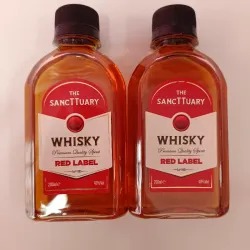 THE
SANCTTUARY
WHISKY
Premium Quality Spirit
RED LABEL
THE
SANCTTUARY
WHISKY
Premium Quality Spirit
RED LABEL